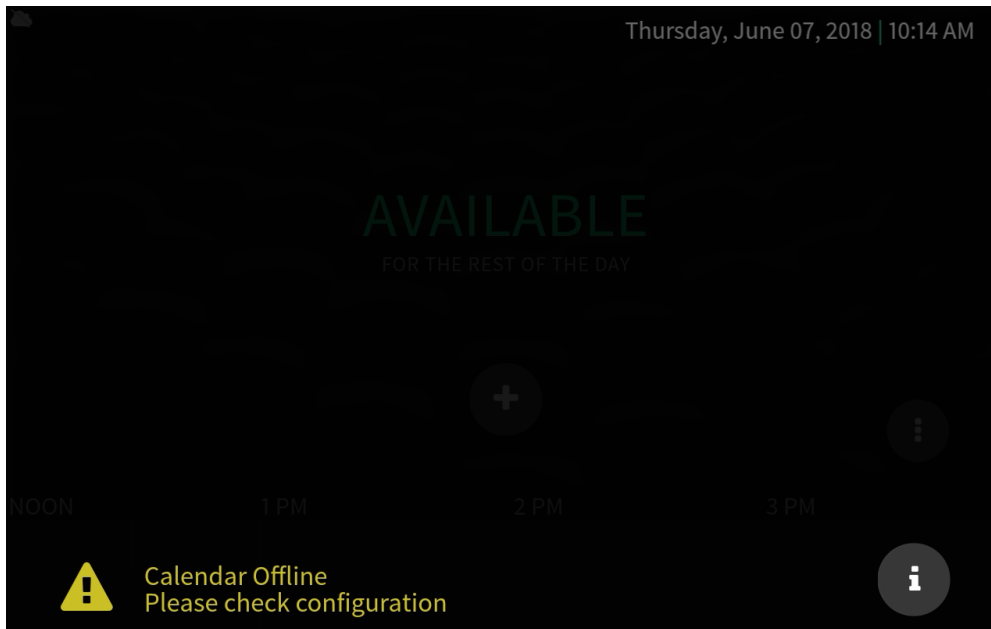 Thursday, June 07, 2018 | 10:14 AM
AVAILABLE
FOR THE REST OF THE DAY
NOON 1 PM 2 PM 3 PM
Calendar Offline
Please check configuration